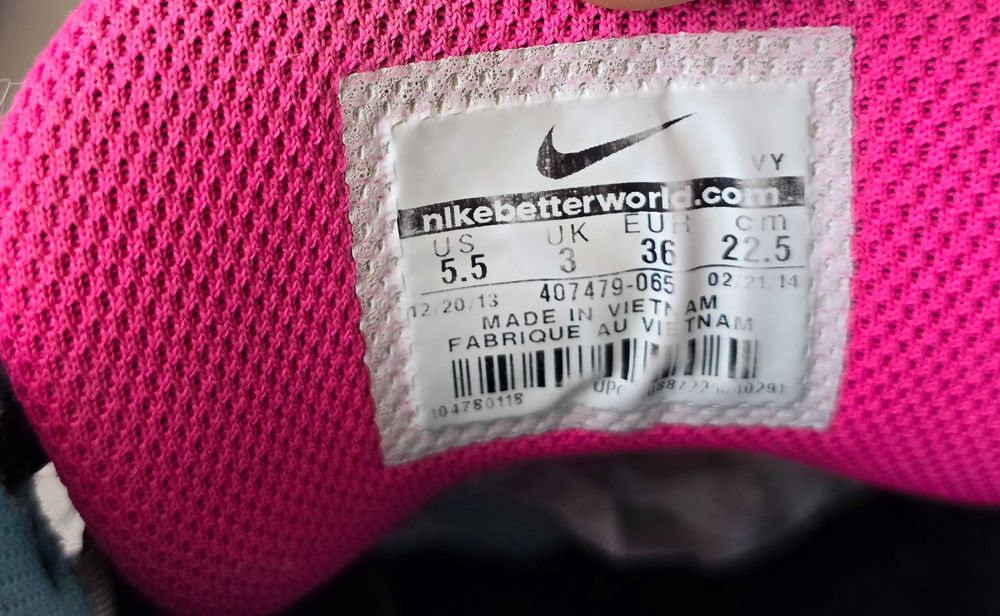 VY
nikebetterworld.com
US UK EUR cm
5.5 3 36 22.5
12/20/13 407479-065 02/21/14
MADE IN VIETNAM
FABRIQUE AU VIETNAM
UPC
104780118